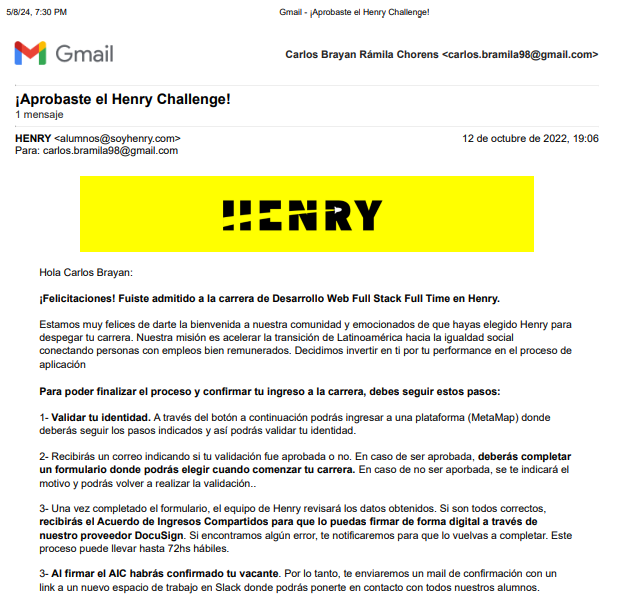 5/8/24, 7:30 PM
Gmail - ¡Aprobaste el Henry Challenge!
Gmail
Carlos Brayan Rámila Chorens <carlos.bramila98@gmail.com>
¡Aprobaste el Henry Challenge!
1 mensaje
HENRY <alumnos@soyhenry.com>
12 de octubre de 2022, 19:06
Para: carlos.bramila98@gmail.com
HENRY
Hola Carlos Brayan:
¡Felicitaciones! Fuiste admitido a la carrera de Desarrollo Web Full Stack Full Time en Henry.
Estamos muy felices de darte la bienvenida a nuestra comunidad y emocionados de que hayas elegido Henry para
despegar tu carrera. Nuestra misión es acelerar la transición de Latinoamérica hacia la igualdad social
conectando personas con empleos bien remunerados. Decidimos invertir en ti por tu performance en el proceso de
aplicación
Para poder finalizar el proceso y confirmar tu ingreso a la carrera, debes seguir estos pasos:
1- Validar tu identidad. A través del botón a continuación podrás ingresar a una plataforma (MetaMap) donde
deberás seguir los pasos indicados y así podrás validar tu identidad.
2- Recibirás un correo indicando si tu validación fue aprobada o no. En caso de ser aprobada, deberás completar
un formulario donde podrás elegir cuando comenzar tu carrera. En caso de no ser aporbada, se te indicará el
motivo y podrás volver a realizar la validación..
3- Una vez completado el formulario, el equipo de Henry revisará los datos obtenidos. Si son todos correctos,
recibirás el Acuerdo de Ingresos Compartidos para que lo puedas firmar de forma digital a través de
nuestro proveedor DocuSign. Si encontramos algún error, te notificaremos para que lo vuelvas a completar. Este
proceso puede llevar hasta 72hs hábiles.
3- Al firmar el AIC habrás confirmado tu vacante. Por lo tanto, te enviaremos un mail de confirmación con un
link a un nuevo espacio de trabajo en Slack donde podrás ponerte en contacto con todos nuestros alumnos.